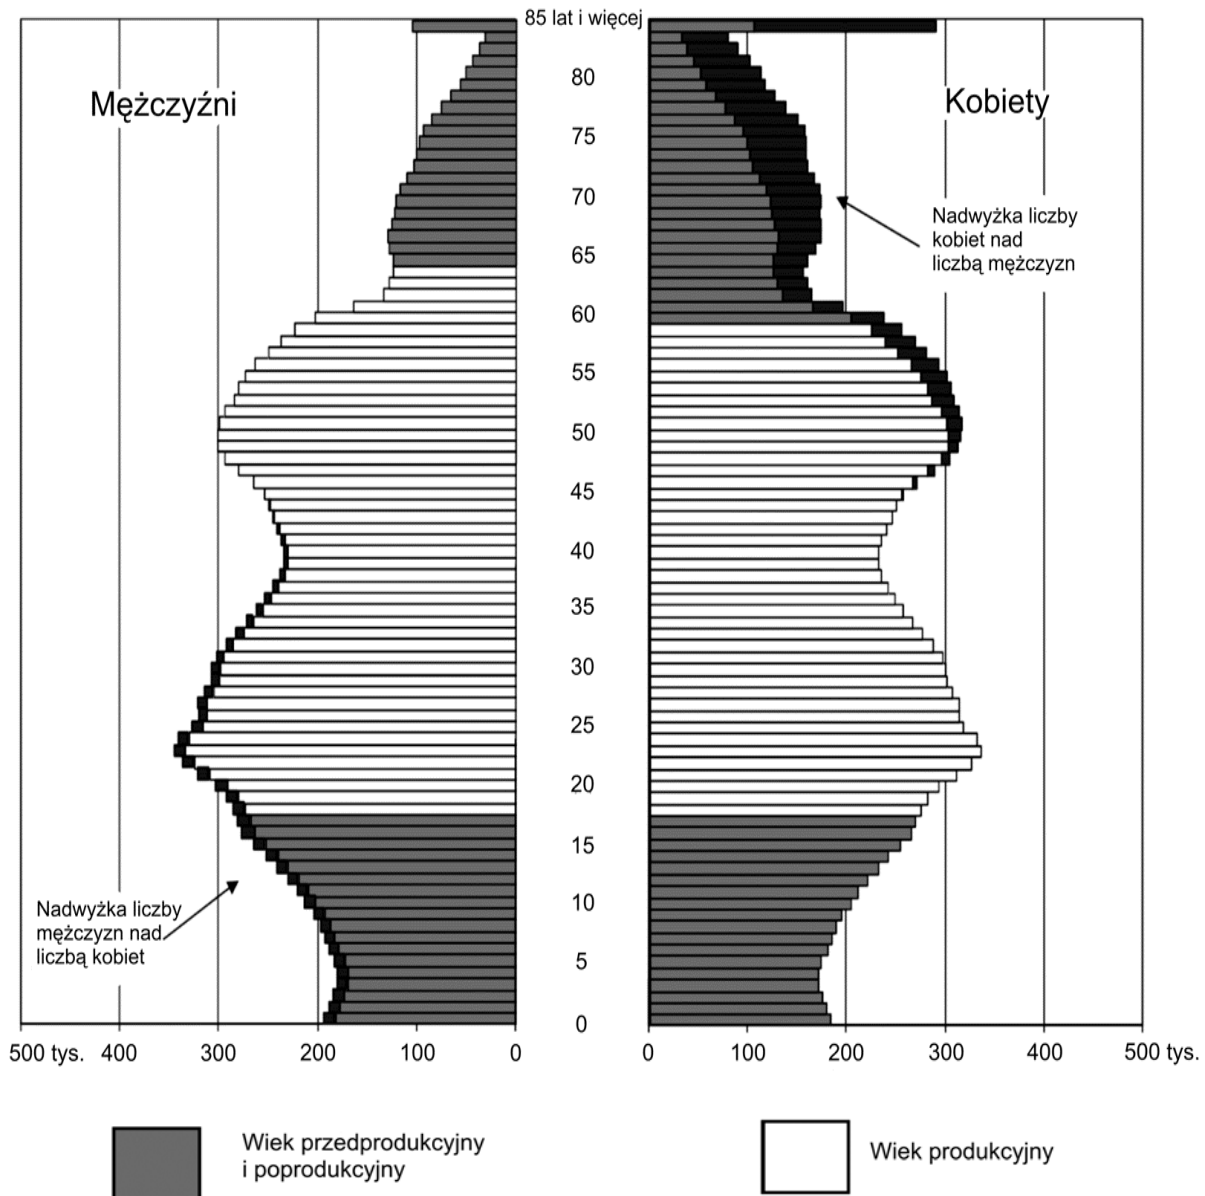 85 lat i więcej
Mężczyźni
Kobiety
80
75
70
65
60
55
50
45
40
35
30
25
20
15
10
5
0
Nadwyżka liczby
kobiet nad
liczbą mężczyzn
Nadwyżka liczby
mężczyzn nad
liczbą kobiet
500 tys. 400 300 200 100 0
0 100 200 300 400 500 tys.
Wiek przedprodukcyjny
i poprodukcyjny
Wiek produkcyjny